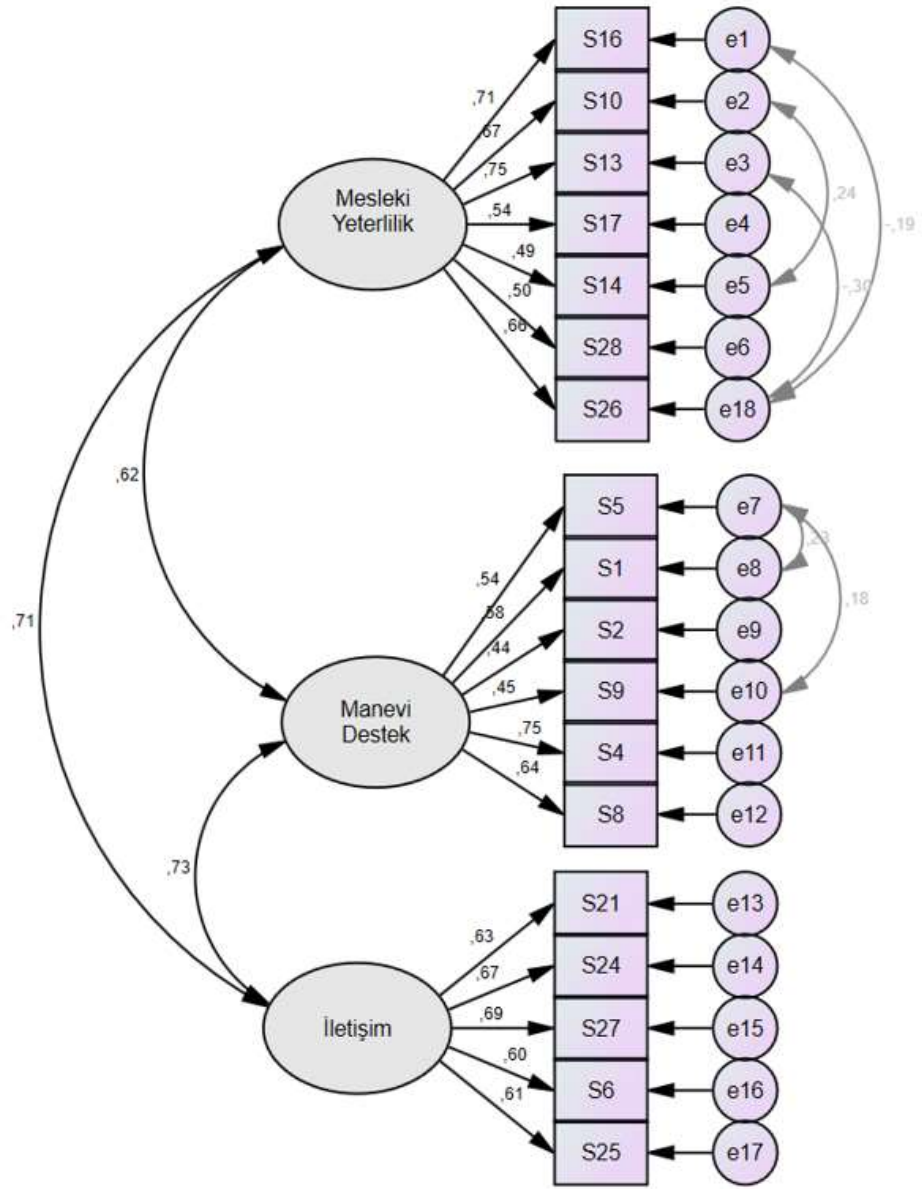 Mesleki
Yeterlilik
,71
,67
,75
,54
,49
,50
,66
S16
S10
S13
S17
S14
S28
S26
e1
e2
e3
e4
e5
e6
e18
,24
-,19
-,30
,62
,71
,73
Manevi
Destek
,54
,58
,44
,45
,75
,64
S5
S1
S2
S9
S4
S8
e7
e8
e9
e10
e11
e12
,23
,18
İletişim
,63
,67
,69
,60
,61
S21
S24
S27
S6
S25
e13
e14
e15
e16
e17